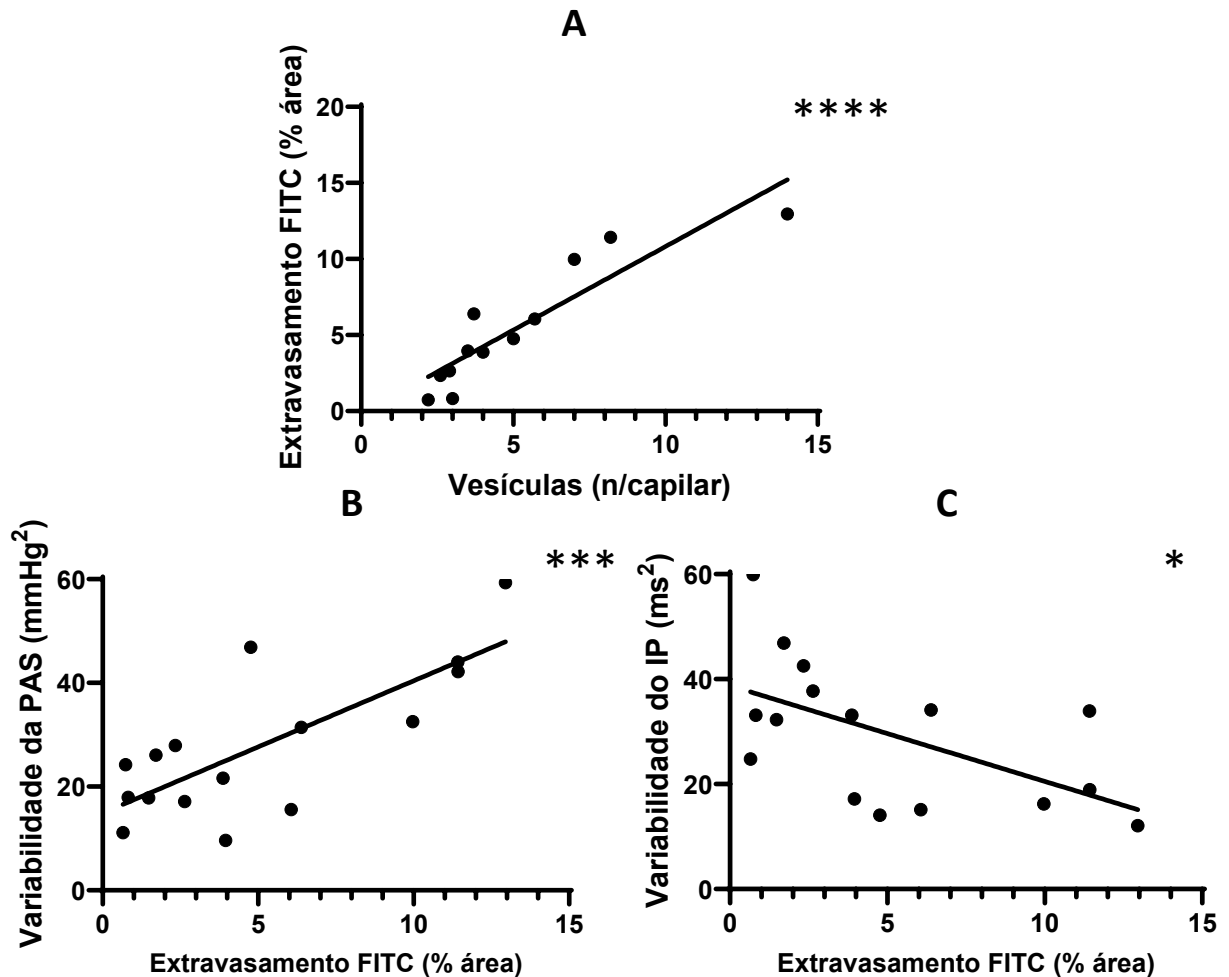 A
Extravasamento FITC (% área)
****
20
15
10
5
0
0 5 10 15
Vesículas (n/capilar)
B
Variabilidade da PAS (mmHg²)
***
60
40
20
0
0 5 10 15
Extravasamento FITC (% área)
C
Variabilidade do IP (ms²)
*
60
40
20
0
0 5 10 15
Extravasamento FITC (% área)